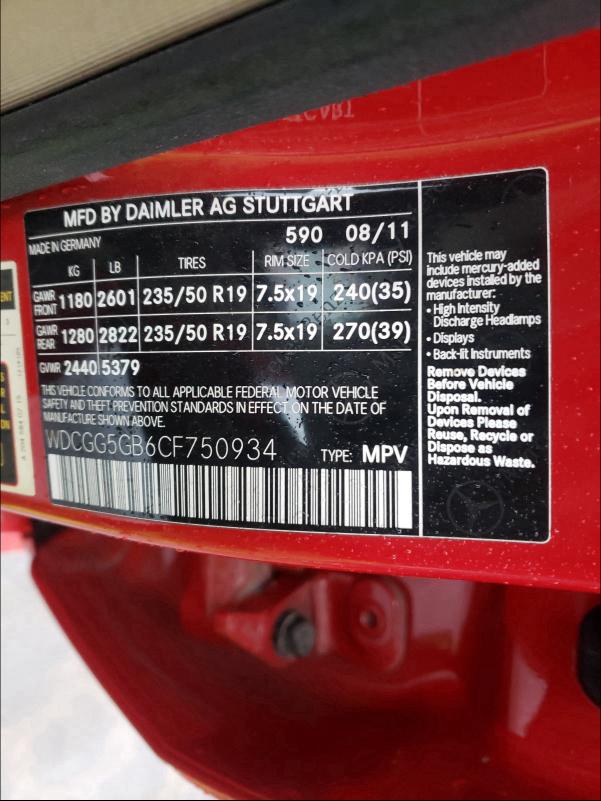 MFD BY DAIMLER AG STUTTGART
MADE IN GERMANY 590 08/11
KG LB TIRES RIM SIZE COLD KPA (PSI)
GAWR FRONT 1180 2601 235/50 R19 7.5x19 240(35)
GAWR REAR 1280 2822 235/50 R19 7.5x19 270(39)
GVWR 2440 5379
THIS VEHICLE CONFORMS TO ALL APPLICABLE FEDERAL MOTOR VEHICLE
SAFETY AND THEFT PREVENTION STANDARDS IN EFFECT ON THE DATE OF
MANUFACTURE SHOWN ABOVE.
WDCGG5GB6CF750934 TYPE: MPV
This vehicle may
include mercury-added
devices installed by the
manufacturer:
• High Intensity
Discharge Headlamps
• Displays
• Back-lit Instruments
Remove Devices
Before Vehicle
Disposal.
Upon Removal of
Devices Please
Reuse, Recycle or
Dispose as
Hazardous Waste.